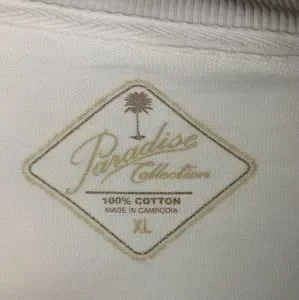 Paradise
Collection
100% COTTON
MADE IN CAMBODIA
XL